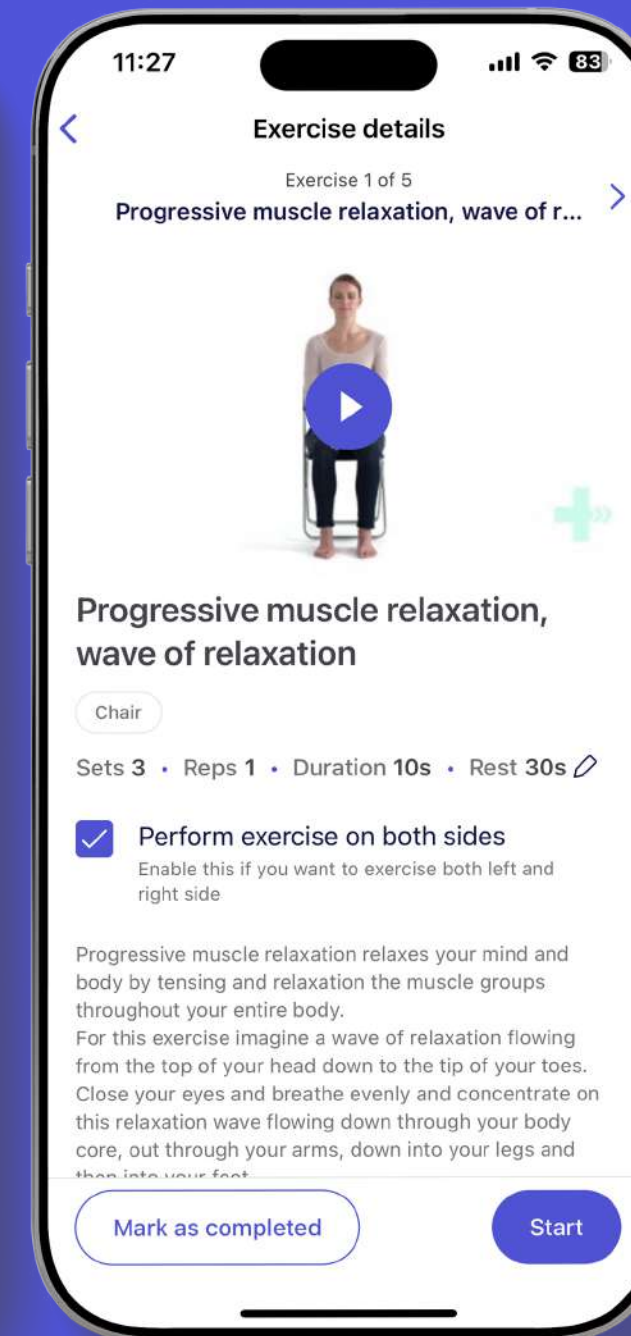 11:27
83
Exercise details
Exercise 1 of 5
Progressive muscle relaxation, wave of r...
Progressive muscle relaxation,
wave of relaxation
Chair
Sets 3 • Reps 1 • Duration 10s • Rest 30s
Perform exercise on both sides
Enable this if you want to exercise both left and
right side
Progressive muscle relaxation relaxes your mind and
body by tensing and relaxation the muscle groups
throughout your entire body.
For this exercise imagine a wave of relaxation flowing
from the top of your head down to the tip of your toes.
Close your eyes and breathe evenly and concentrate on
this relaxation wave flowing down through your body
core, out through your arms, down into your legs and
then into your feet
Mark as completed
Start